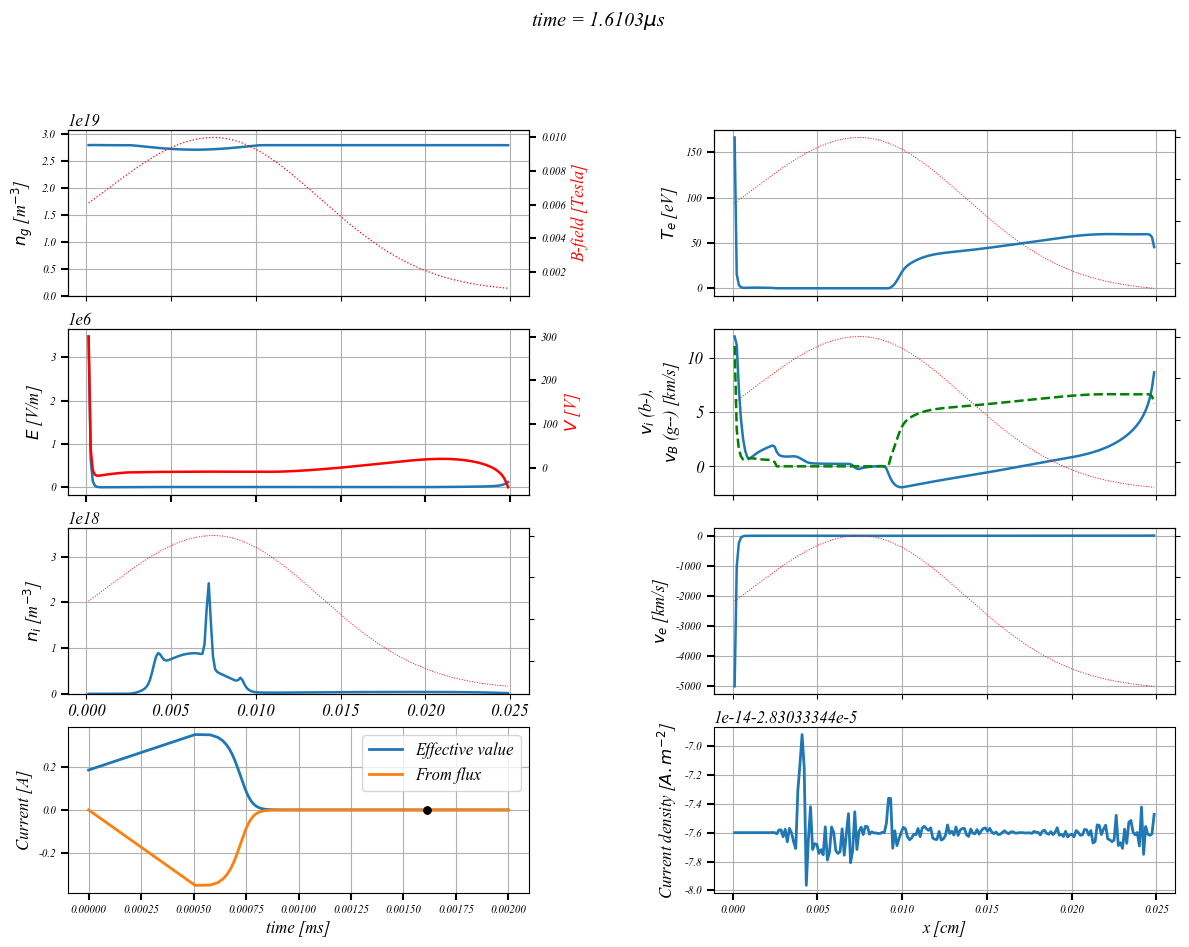 time = 1.6103μs
1e19
3.0
2.5
2.0
1.5
1.0
0.5
0.0
n_g [m^{-3}]
0.010
0.008
0.006
0.004
0.002
B-field [Tesla]
150
100
50
0
T_e [eV]
1e6
3
2
1
0
E [V/m]
300
200
100
0
V [V]
10
5
0
v_i (b-),
v_B (g--) [km/s]
1e18
3
2
1
0
n_i [m^{-3}]
0.000 0.005 0.010 0.015 0.020 0.025
0
-1000
-2000
-3000
-4000
-5000
v_e [km/s]
0.2
0.0
-0.2
Current [A]
Effective value
From flux
0.00000 0.00025 0.00050 0.00075 0.00100 0.00125 0.00150 0.00175 0.00200
time [ms]
1e-14-2.83033344e-5
-7.0
-7.2
-7.4
-7.6
-7.8
-8.0
Current density [A.m^{-2}]
0.000 0.005 0.010 0.015 0.020 0.025
x [cm]